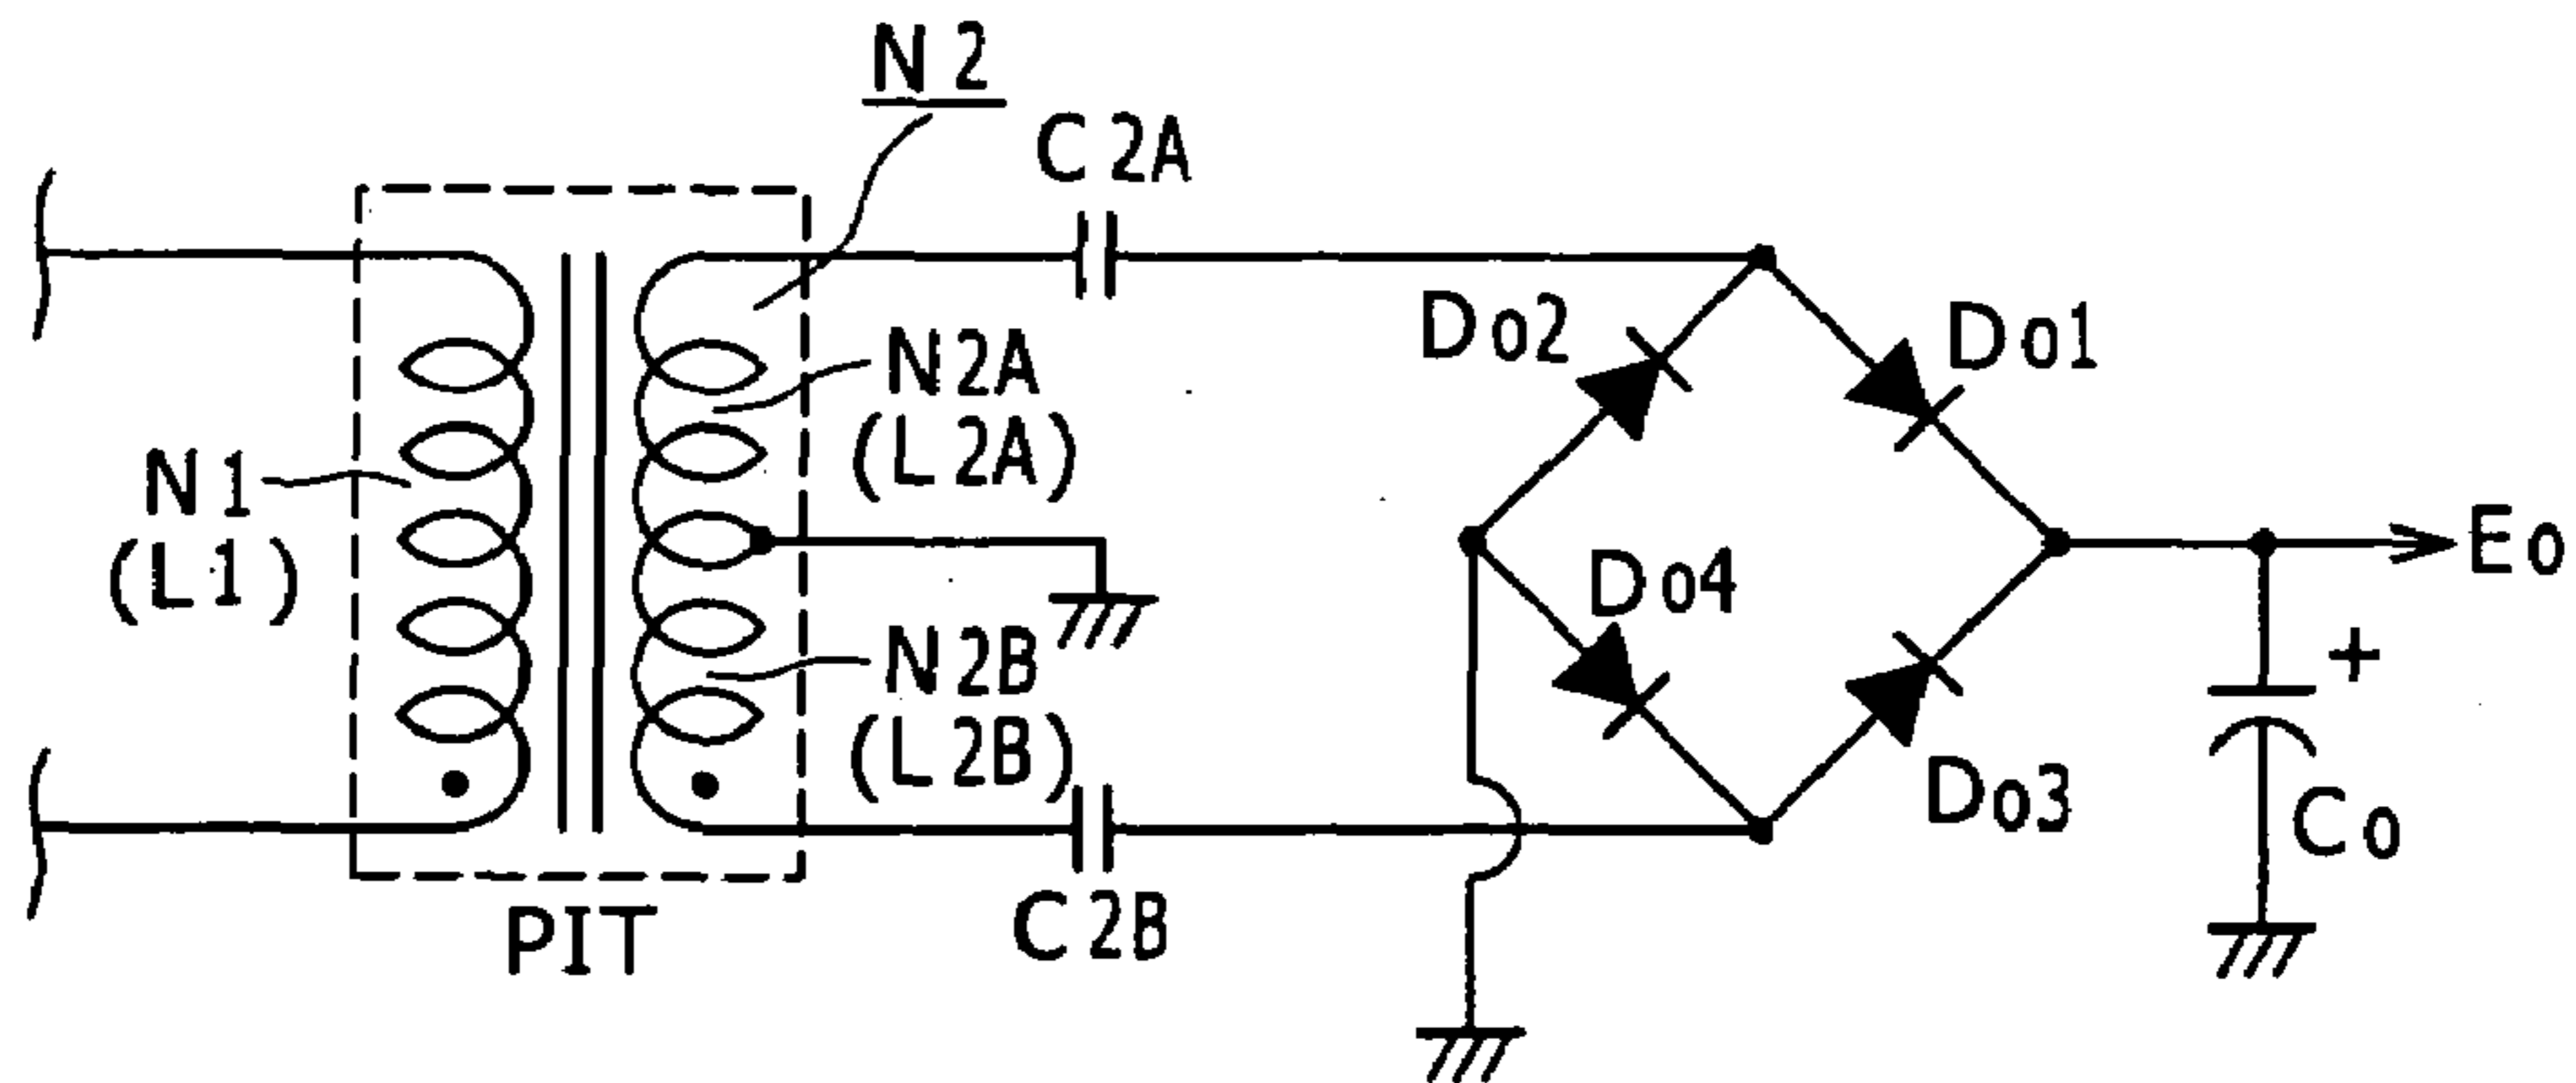 N2
C2A
Do2
Do1
N2A
(L2A)
N1
(L1)
Eo
Do4
+
N2B
(L2B)
Do3
Co
C2B
PIT